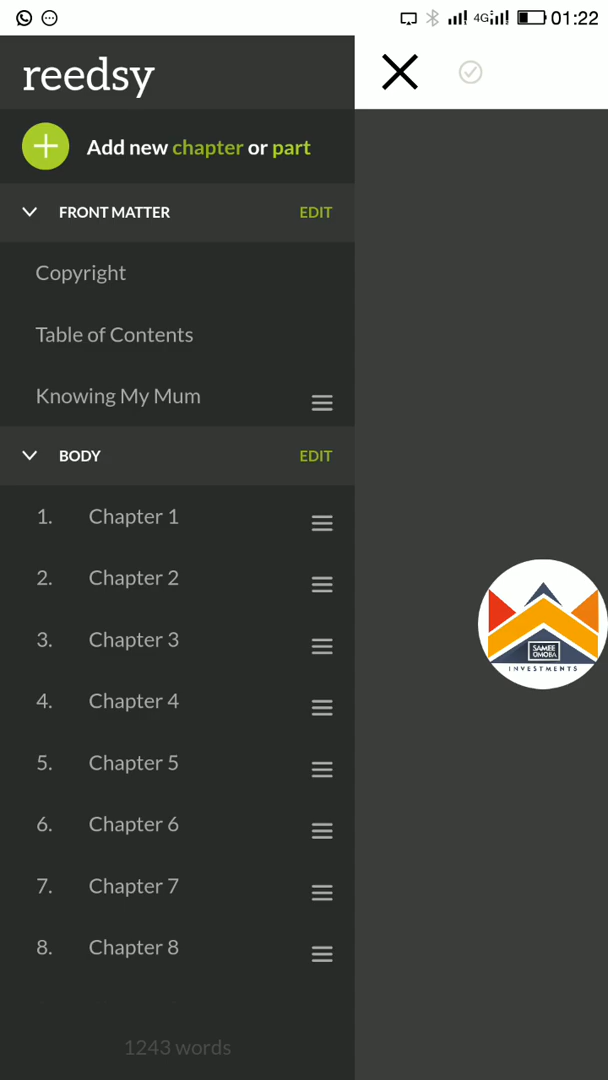 4G 01:22
reedsy
Add new chapter or part
FRONT MATTER EDIT
Copyright
Table of Contents
Knowing My Mum
BODY EDIT
1. Chapter 1
2. Chapter 2
3. Chapter 3
4. Chapter 4
5. Chapter 5
6. Chapter 6
7. Chapter 7
8. Chapter 8
1243 words
SAMEE
OMOBA
INVESTMENTS